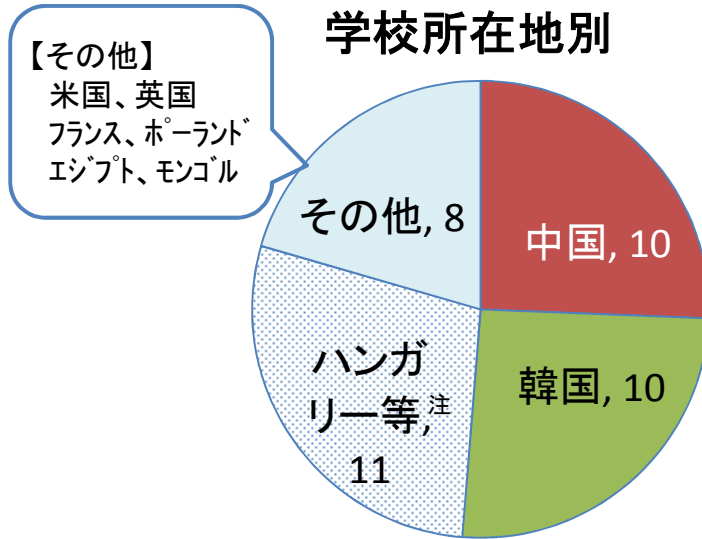 学校所在地別
【その他】
米国、英国
フランス、ポーランド
エジプト、モンゴル
その他, 8
中国, 10
韓国, 10
ハンガ
リー等,注
11